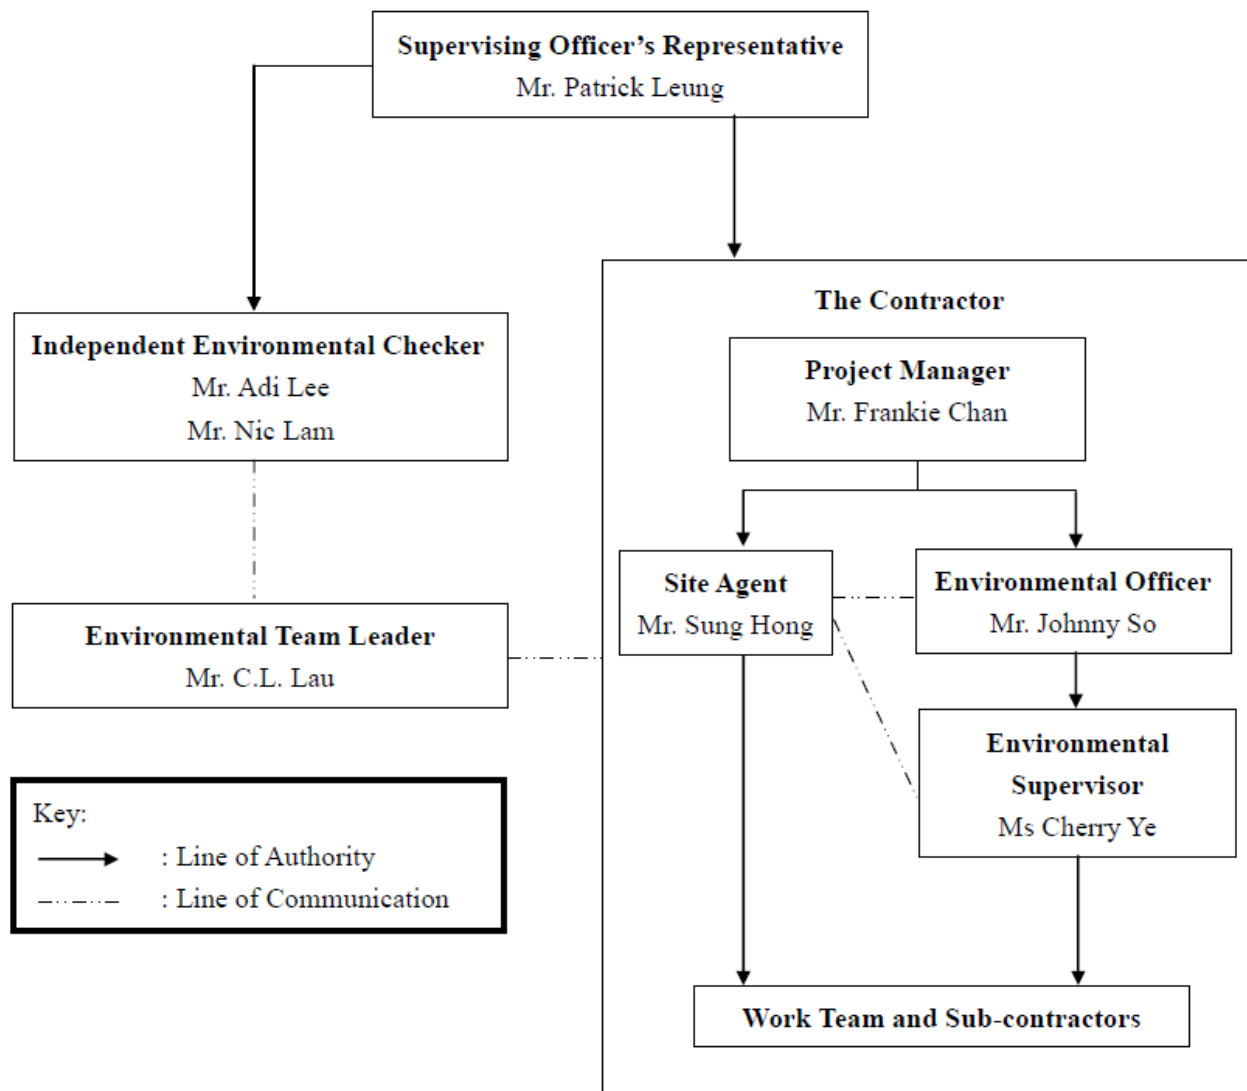 Supervising Officer’s Representative
Mr. Patrick Leung
The Contractor
Independent Environmental Checker
Mr. Adi Lee
Mr. Nic Lam
Project Manager
Mr. Frankie Chan
Site Agent
Mr. Sung Hong
Environmental Officer
Mr. Johnny So
Environmental Team Leader
Mr. C.L. Lau
Environmental
Supervisor
Ms Cherry Ye
Key:
: Line of Authority
: Line of Communication
Work Team and Sub-contractors